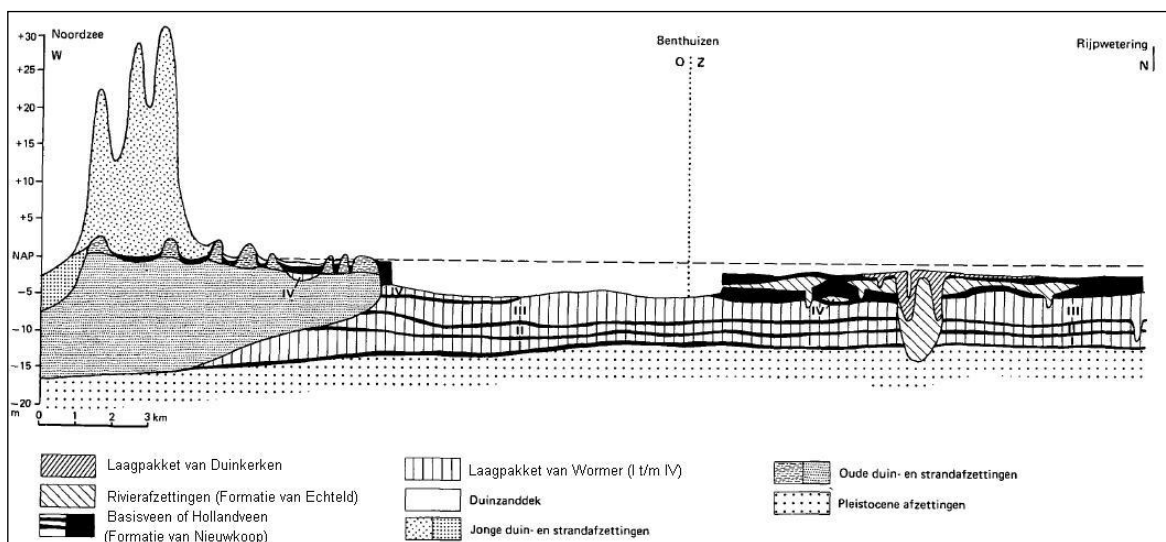 Noordzee
W
Benthuizen
O Z
Rijpwetering
N
+30
+25
+20
+15
+10
+5
NAP
−5
−10
−15
−20
m
0 1 2 3 km
IV
IV
III
II
I
IV
I
III
I
Laagpakket van Duinkerken
Rivierafzettingen (Formatie van Echteld)
Basisveen of Hollandveen
(Formatie van Nieuwkoop)
Laagpakket van Wormer (I t/m IV)
Duinzanddek
Jonge duin- en strandafzettingen
Oude duin- en strandafzettingen
Pleistocene afzettingen